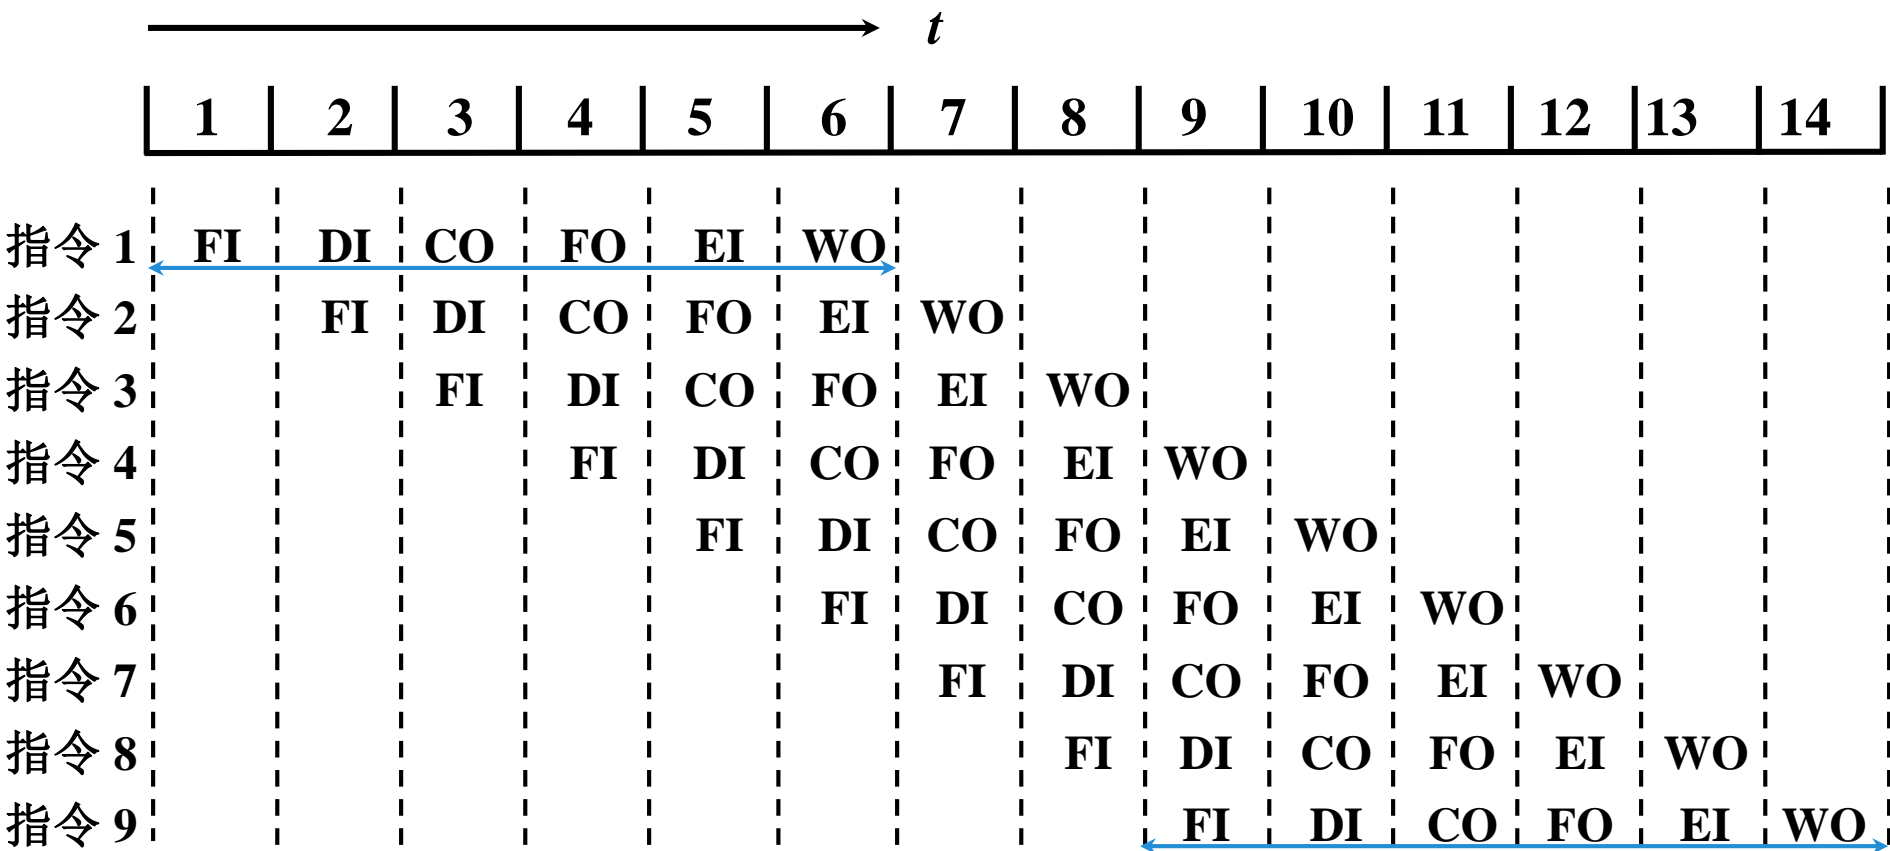 t
1 2 3 4 5 6 7 8 9 10 11 12 13 14
指令 1 FI DI CO FO EI WO
指令 2 FI DI CO FO EI WO
指令 3 FI DI CO FO EI WO
指令 4 FI DI CO FO EI WO
指令 5 FI DI CO FO EI WO
指令 6 FI DI CO FO EI WO
指令 7 FI DI CO FO EI WO
指令 8 FI DI CO FO EI WO
指令 9 FI DI CO FO EI WO